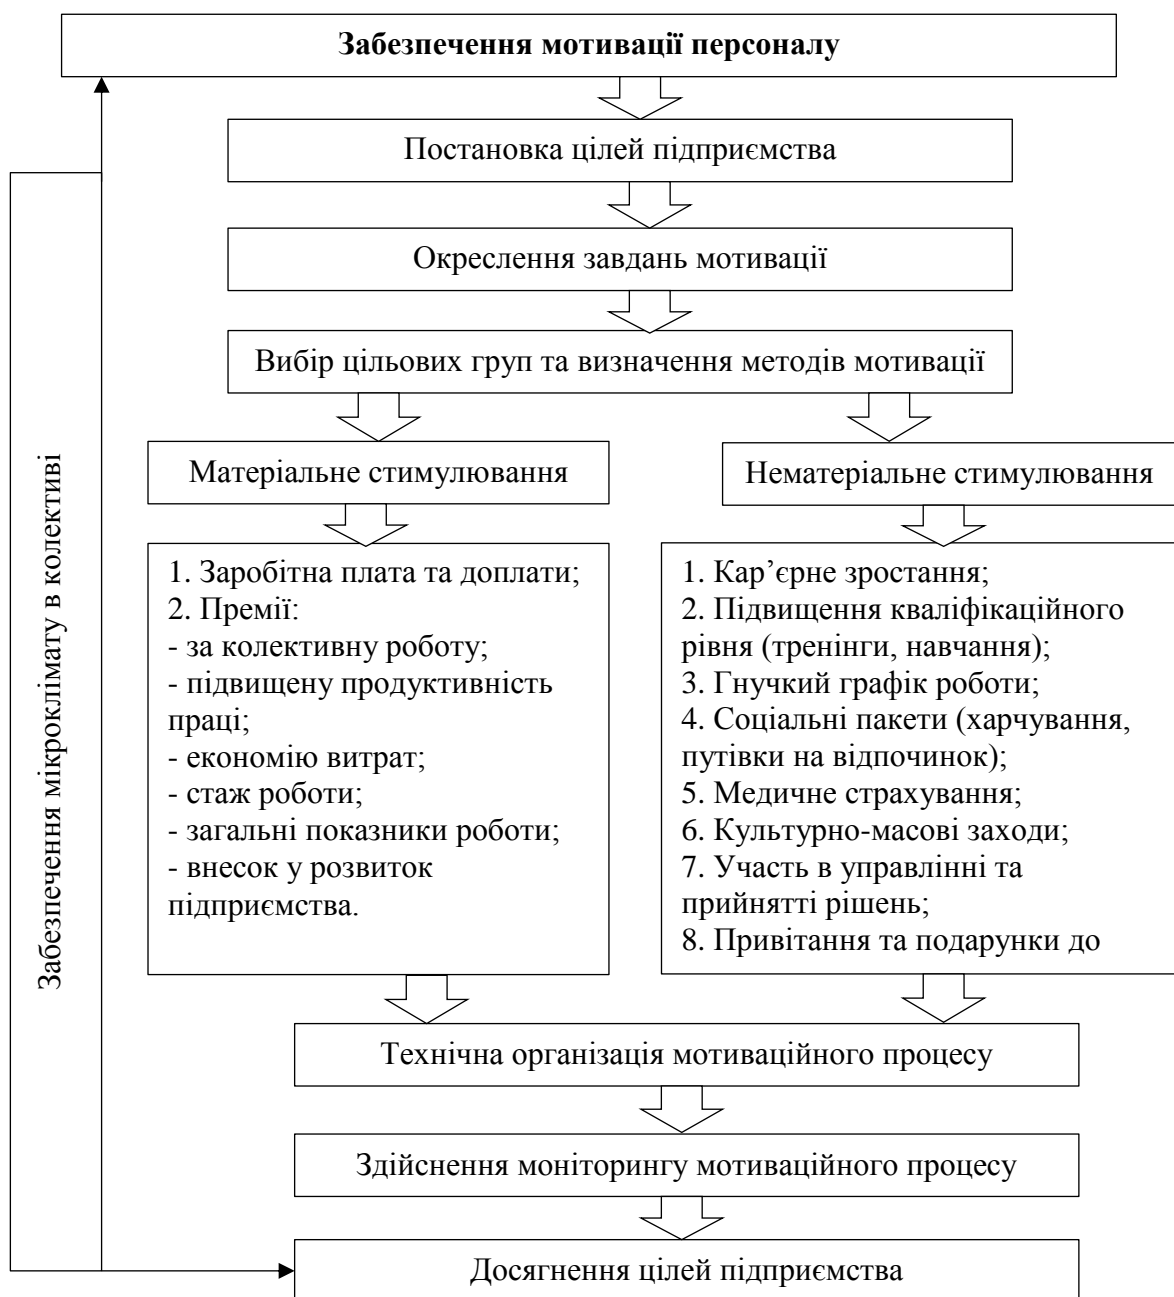 Забезпечення мотивації персоналу
Постановка цілей підприємства
Окреслення завдань мотивації
Вибір цільових груп та визначення методів мотивації
Матеріальне стимулювання
Нематеріальне стимулювання
1. Заробітна плата та доплати;
2. Премії:
- за колективну роботу;
- підвищену продуктивність
праці;
- економію витрат;
- стаж роботи;
- загальні показники роботи;
- внесок у розвиток
підприємства.
1. Кар’єрне зростання;
2. Підвищення кваліфікаційного
рівня (тренінги, навчання);
3. Гнучкий графік роботи;
4. Соціальні пакети (харчування,
путівки на відпочинок);
5. Медичне страхування;
6. Культурно-масові заходи;
7. Участь в управлінні та
прийнятті рішень;
8. Привітання та подарунки до
Технічна організація мотиваційного процесу
Здійснення моніторингу мотиваційного процесу
Досягнення цілей підприємства
Забезпечення мікроклімату в колективі